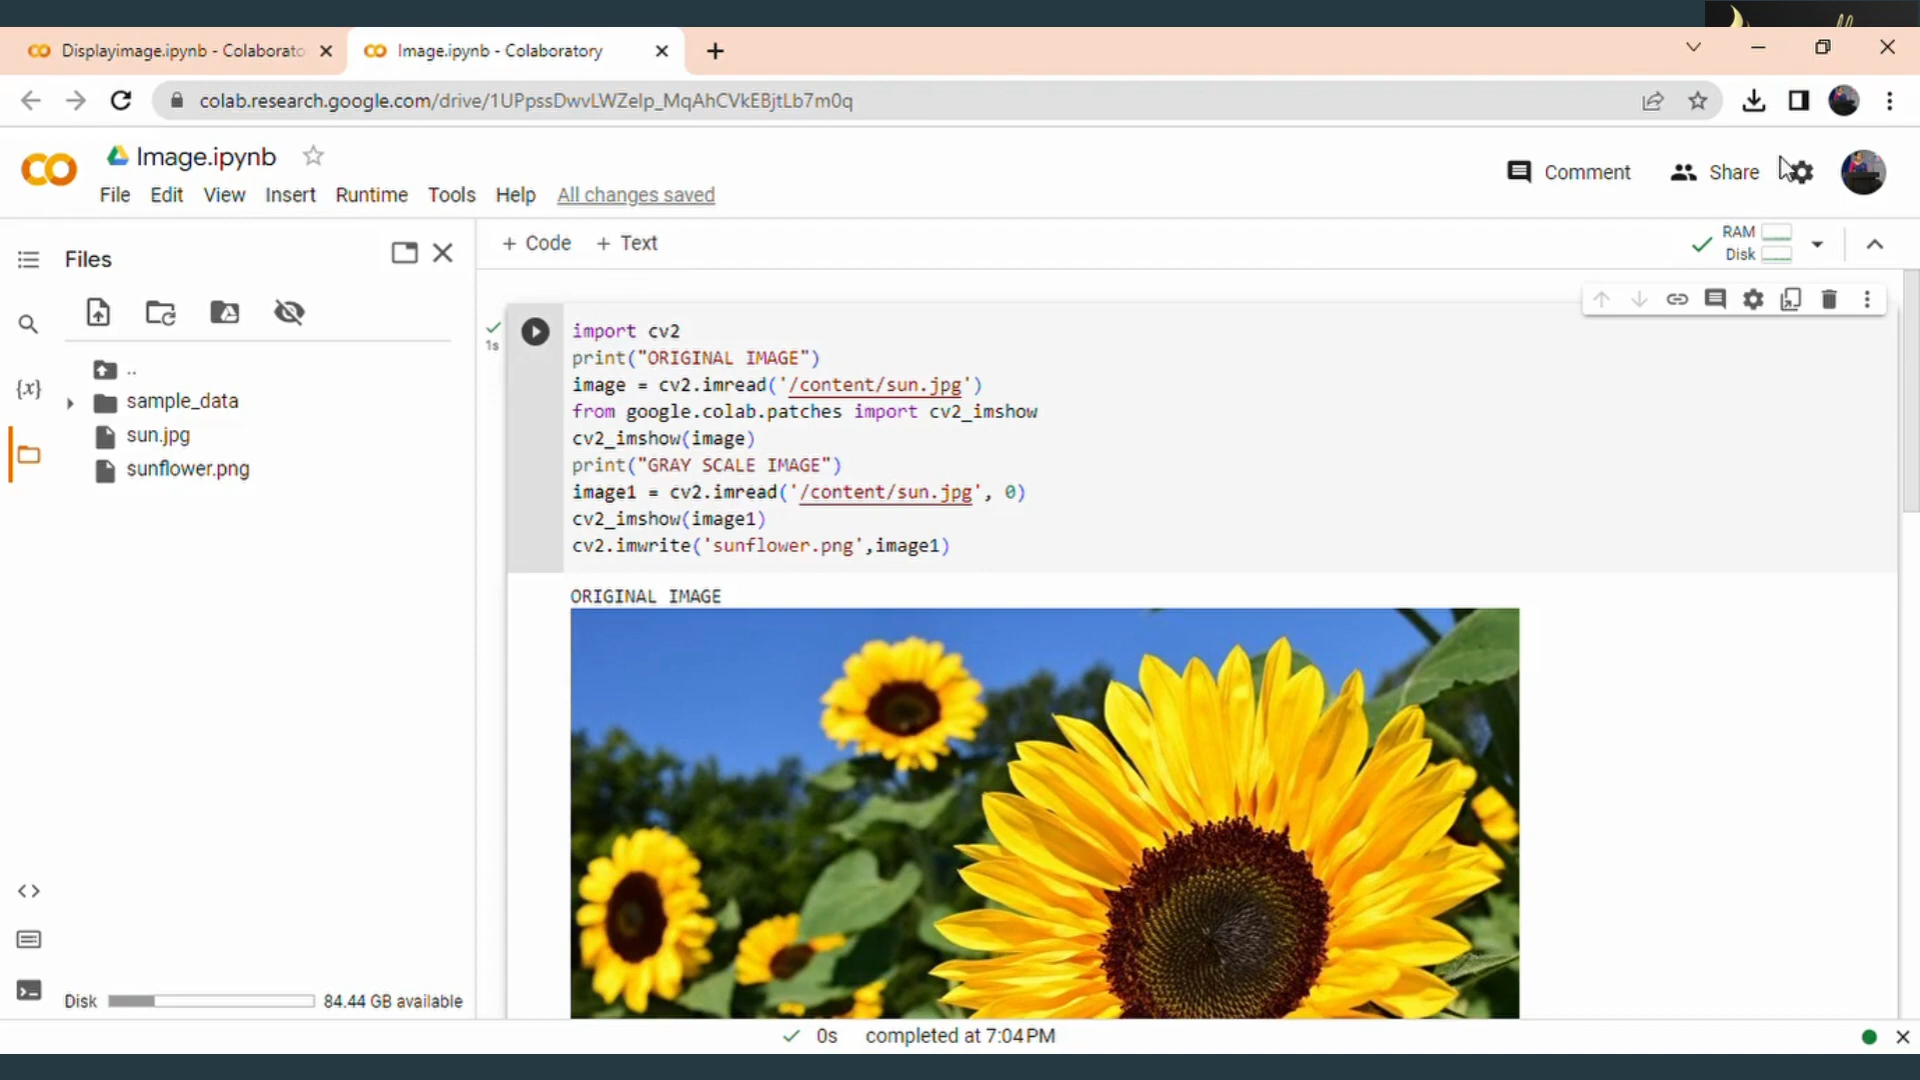 Displayimage.ipynb - Colaborato
Image.ipynb - Colaboratory
colab.research.google.com/drive/1UPpssDwvLWZelp_MqAhCVkEBjtLb7m0q
Image.ipynb
File Edit View Insert Runtime Tools Help All changes saved
Comment Share
Files
+ Code + Text
RAM
Disk
..
sample_data
sun.jpg
sunflower.png
{x}
1s
import cv2
print("ORIGINAL IMAGE")
image = cv2.imread('/content/sun.jpg')
from google.colab.patches import cv2_imshow
cv2_imshow(image)
print("GRAY SCALE IMAGE")
image1 = cv2.imread('/content/sun.jpg', 0)
cv2_imshow(image1)
cv2.imwrite('sunflower.png',image1)
ORIGINAL IMAGE
Disk 84.44 GB available
0s completed at 7:04 PM